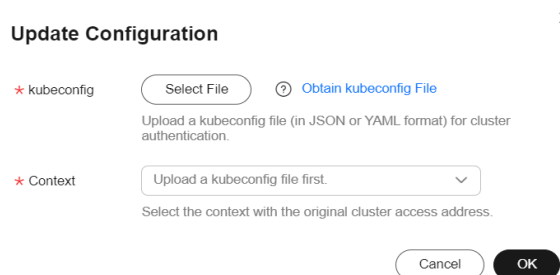 Update Configuration
* kubeconfig
Select File
? Obtain kubeconfig File
Upload a kubeconfig file (in JSON or YAML format) for cluster
authentication.
* Context
Upload a kubeconfig file first.
Select the context with the original cluster access address.
Cancel
OK